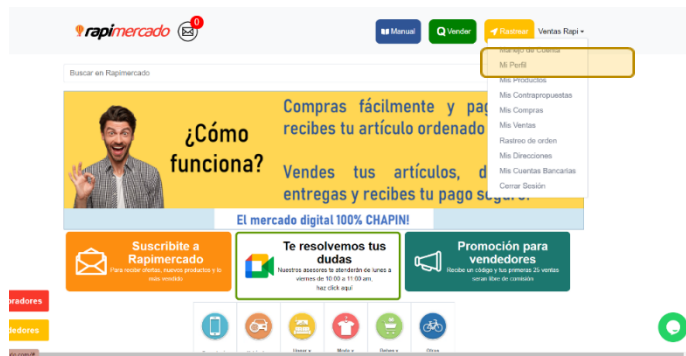 rapimercado
0
Manual
Vender
Rastrear
Ventas Rapi
Manejo de Cuenta
Mi Perfil
Mis Productos
Mis Contrapropuestas
Mis Compras
Mis Ventas
Rastreo de orden
Mis Direcciones
Mis Cuentas Bancarias
Cerrar Sesión
Buscar en Rapimercado
¿Cómo
funciona?
Compras fácilmente y
recibes tu artículo ordenado
Vendes tus artículos,
entregas y recibes tu pago
El mercado digital 100% CHAPIN!
Suscribite a
Rapimercado
Para recibir ofertas, nuevos productos y lo
más vendido
Te resolvemos tus
dudas
Nuestros asesores te atenderán de lunes a
viernes de 10:00 a 11:00 am.
haz click aquí
Promoción para
vendedores
Recibe un código y tus primeras 25 ventas
serán libre de comisión